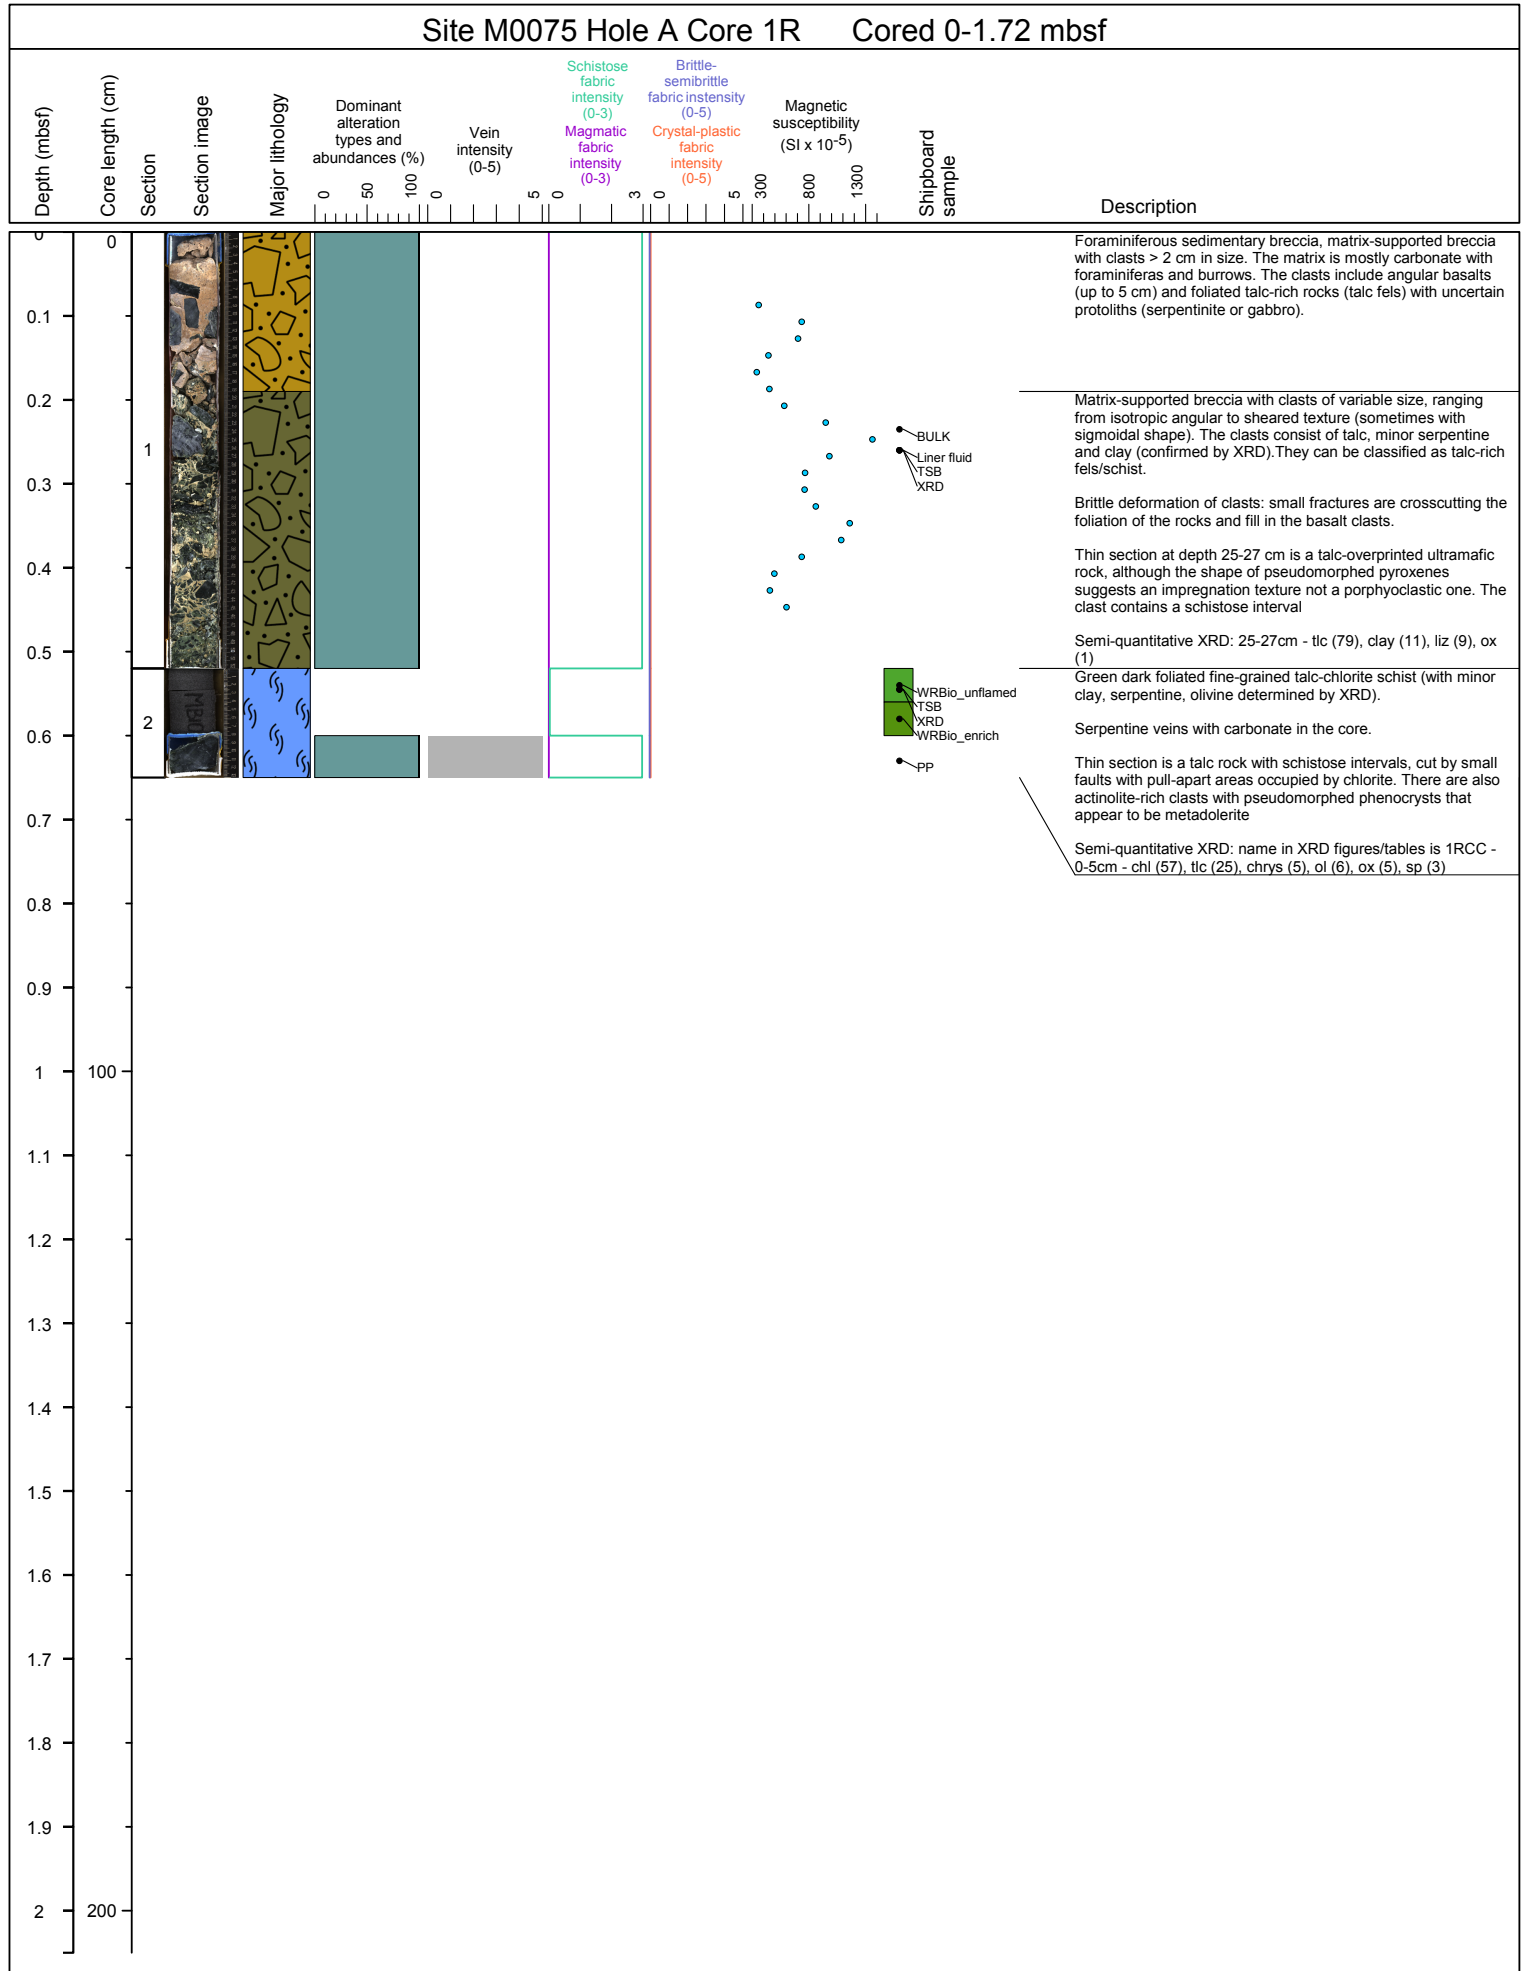 Site M0075 Hole A Core 1R Cored 0-1.72 mbsf
Depth (mbsf)
Core length (cm)
Section
Section image
Major lithology
Dominant
alteration
types and
abundances (%)
0 50 100
Vein
intensity
(0-5)
0 5
Schistose
fabric
intensity
(0-3)
Magmatic
fabric
intensity
(0-3)
0 3
Brittle-
semibrittle
fabric instensity
(0-5)
Crystal-plastic
fabric
intensity
(0-5)
0 5
Magnetic
susceptibility
(SI x 10-5)
300 800 1300
Shipboard
sample
Description
0
0.1
0.2
0.3
0.4
0.5
0.6
0.7
0.8
0.9
1
1.1
1.2
1.3
1.4
1.5
1.6
1.7
1.8
1.9
2
0
100
200
1
2
MBIO
BULK
Liner fluid
TSB
XRD
WRBio_unflamed
TSB
XRD
WRBio_enrich
PP
Foraminiferous sedimentary breccia, matrix-supported breccia
with clasts > 2 cm in size. The matrix is mostly carbonate with
foraminiferas and burrows. The clasts include angular basalts
(up to 5 cm) and foliated talc-rich rocks (talc fels) with uncertain
protoliths (serpentinite or gabbro).
Matrix-supported breccia with clasts of variable size, ranging
from isotropic angular to sheared texture (sometimes with
sigmoidal shape). The clasts consist of talc, minor serpentine
and clay (confirmed by XRD).They can be classified as talc-rich
fels/schist.
Brittle deformation of clasts: small fractures are crosscutting the
foliation of the rocks and fill in the basalt clasts.
Thin section at depth 25-27 cm is a talc-overprinted ultramafic
rock, although the shape of pseudomorphed pyroxenes
suggests an impregnation texture not a porphyoclastic one. The
clast contains a schistose interval
Semi-quantitative XRD: 25-27cm - tlc (79), clay (11), liz (9), ox
(1)
Green dark foliated fine-grained talc-chlorite schist (with minor
clay, serpentine, olivine determined by XRD).
Serpentine veins with carbonate in the core.
Thin section is a talc rock with schistose intervals, cut by small
faults with pull-apart areas occupied by chlorite. There are also
actinolite-rich clasts with pseudomorphed phenocrysts that
appear to be metadolerite
Semi-quantitative XRD: name in XRD figures/tables is 1RCC -
0-5cm - chl (57), tlc (25), chrys (5), ol (6), ox (5), sp (3)